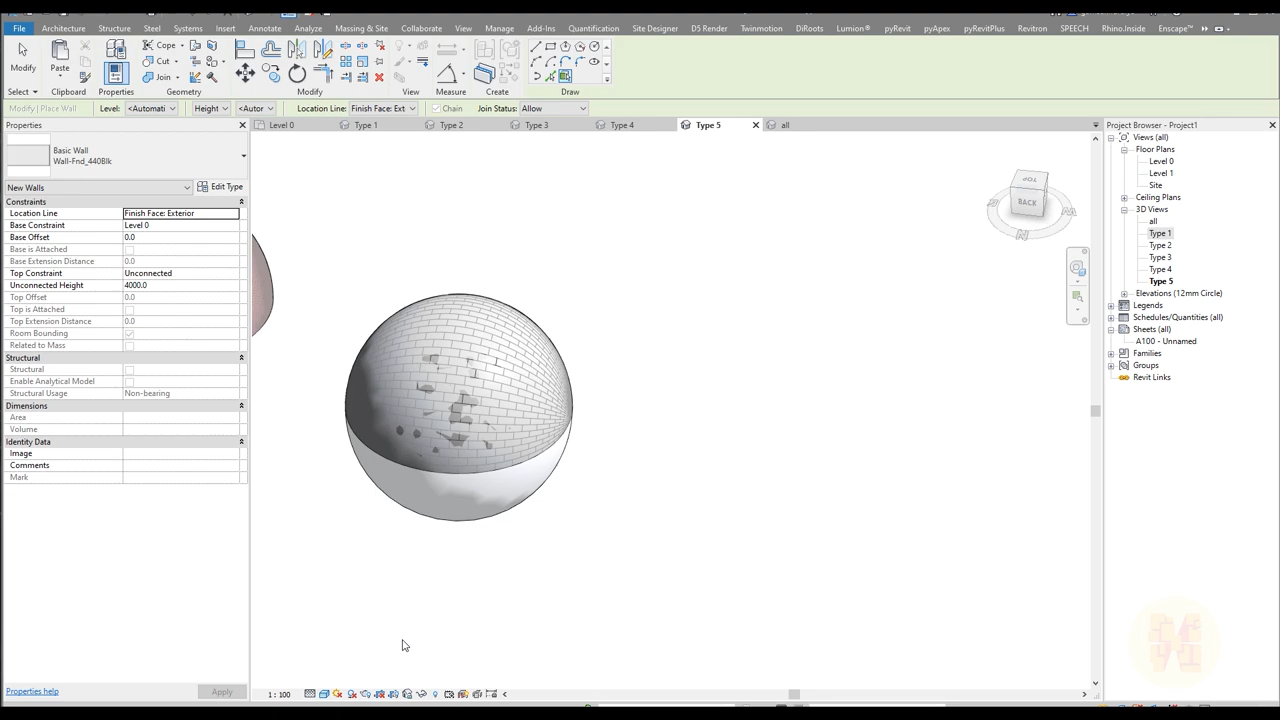 File Architecture Structure Steel Systems Insert Annotate Analyze Massing & Site Collaborate View Manage Add-Ins Quantification Site Designer D5 Render Twinmotion DiRoots Lumion® pyRevit pyApex pyRevitPlus Revitron SPEECH Rhino.Inside Enscape™
Cope
Cut
Modify Paste Join
Properties
Select Clipboard Properties Geometry Modify View Measure Create Draw
Modify | Place Wall Level: <Automati Height <Autor Location Line: Finish Face: Ext Chain Join Status: Allow
Properties Level 0 Type 1 Type 2 Type 3 Type 4 Type 5 all Project Browser - Project1
Basic Wall
Wall-Fnd_440Blk
New Walls Edit Type
Constraints
Location Line Finish Face: Exterior
Base Constraint Level 0
Base Offset 0.0
Base is Attached
Base Extension Distance 0.0
Top Constraint Unconnected
Unconnected Height 4000.0
Top Offset 0.0
Top is Attached
Top Extension Distance 0.0
Room Bounding
Related to Mass
Structural
Structural
Enable Analytical Model
Structural Usage Non-bearing
Dimensions
Area
Volume
Identity Data
Image
Comments
Mark
Properties help Apply
TOP
BACK
N
W
1 : 100
Views (all)
Floor Plans
Level 0
Level 1
Site
Ceiling Plans
3D Views
all
Type 1
Type 2
Type 3
Type 4
Type 5
Elevations (12mm Circle)
Legends
Schedules/Quantities (all)
Sheets (all)
A100 - Unnamed
Families
Groups
Revit Links